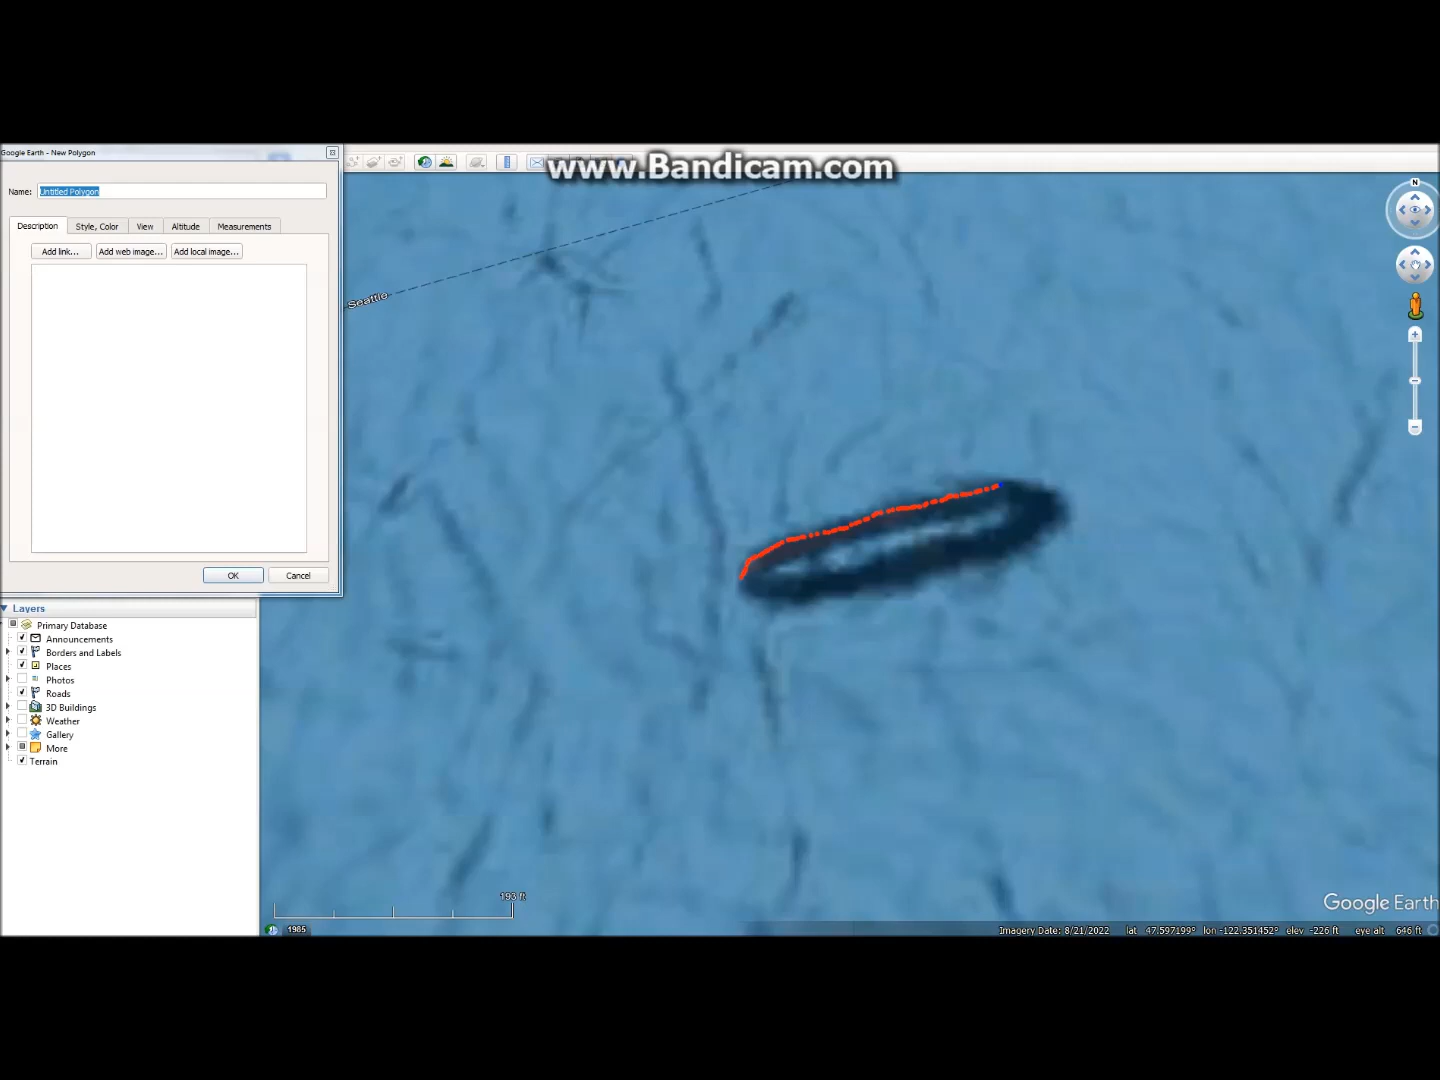 Google Earth - New Polygon
www.Bandicam.com
Name: Untitled Polygon
Description Style, Color View Altitude Measurements
Add link... Add web image... Add local image...
Seattle
N
OK Cancel
Layers
Primary Database
Announcements
Borders and Labels
Places
Photos
Roads
3D Buildings
Weather
Gallery
More
Terrain
193 ft
Google Earth
1985
Imagery Date: 8/21/2022 lat 47.597199° lon -122.351452° elev -226 ft eye alt 646 ft